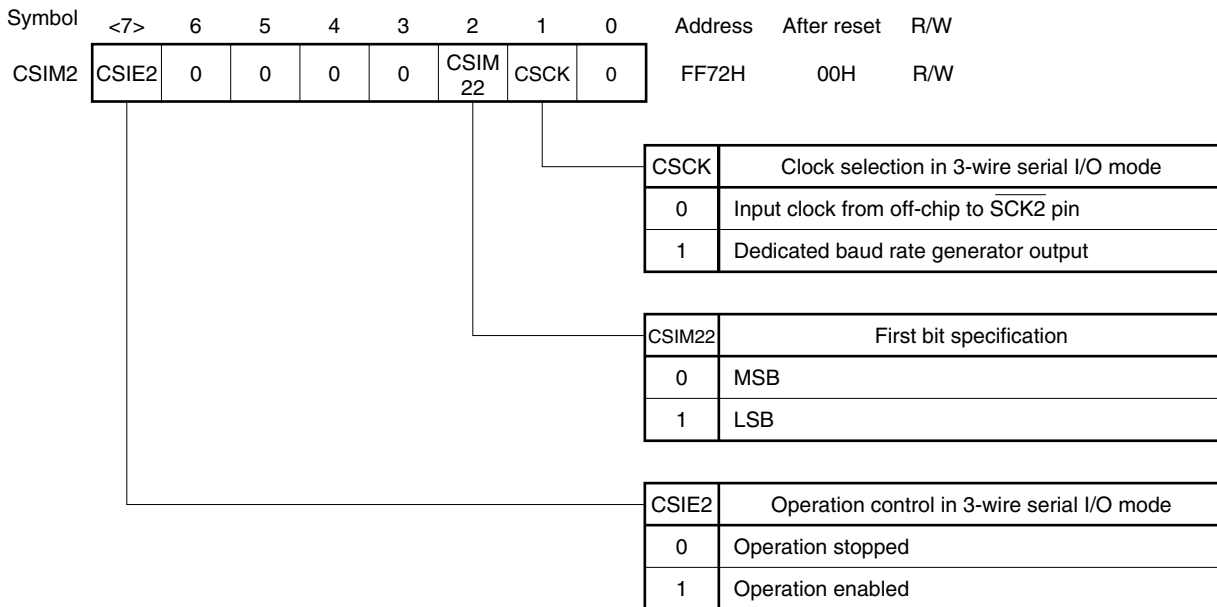 Symbol <7> 6 5 4 3 2 1 0 Address After reset R/W
CSIM2 CSIE2 0 0 0 0 CSIM 22 CSCK 0 FF72H 00H R/W
CSCK Clock selection in 3-wire serial I/O mode
0 Input clock from off-chip to S̅C̅K̅2̅ pin
1 Dedicated baud rate generator output
CSIM22 First bit specification
0 MSB
1 LSB
CSIE2 Operation control in 3-wire serial I/O mode
0 Operation stopped
1 Operation enabled